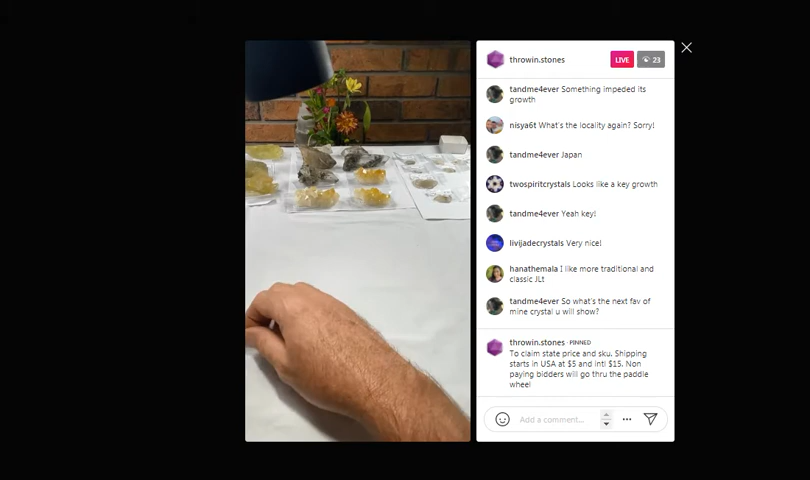 throwin.stones LIVE 23
tandme4ever Something impeded its
growth
nisya6t What's the locality again? Sorry!
tandme4ever Japan
twospiritcrystals Looks like a key growth
tandme4ever Yeah key!
livijadecrystals Very nice!
hanathemala I like more traditional and
classic JLt
tandme4ever So what's the next fav of
mine crystal u will show?
throwin.stones · PINNED
To claim state price and sku. Shipping
starts in USA at $5 and intl $15. Non
paying bidders will go thru the paddle
wheel
Add a comment...